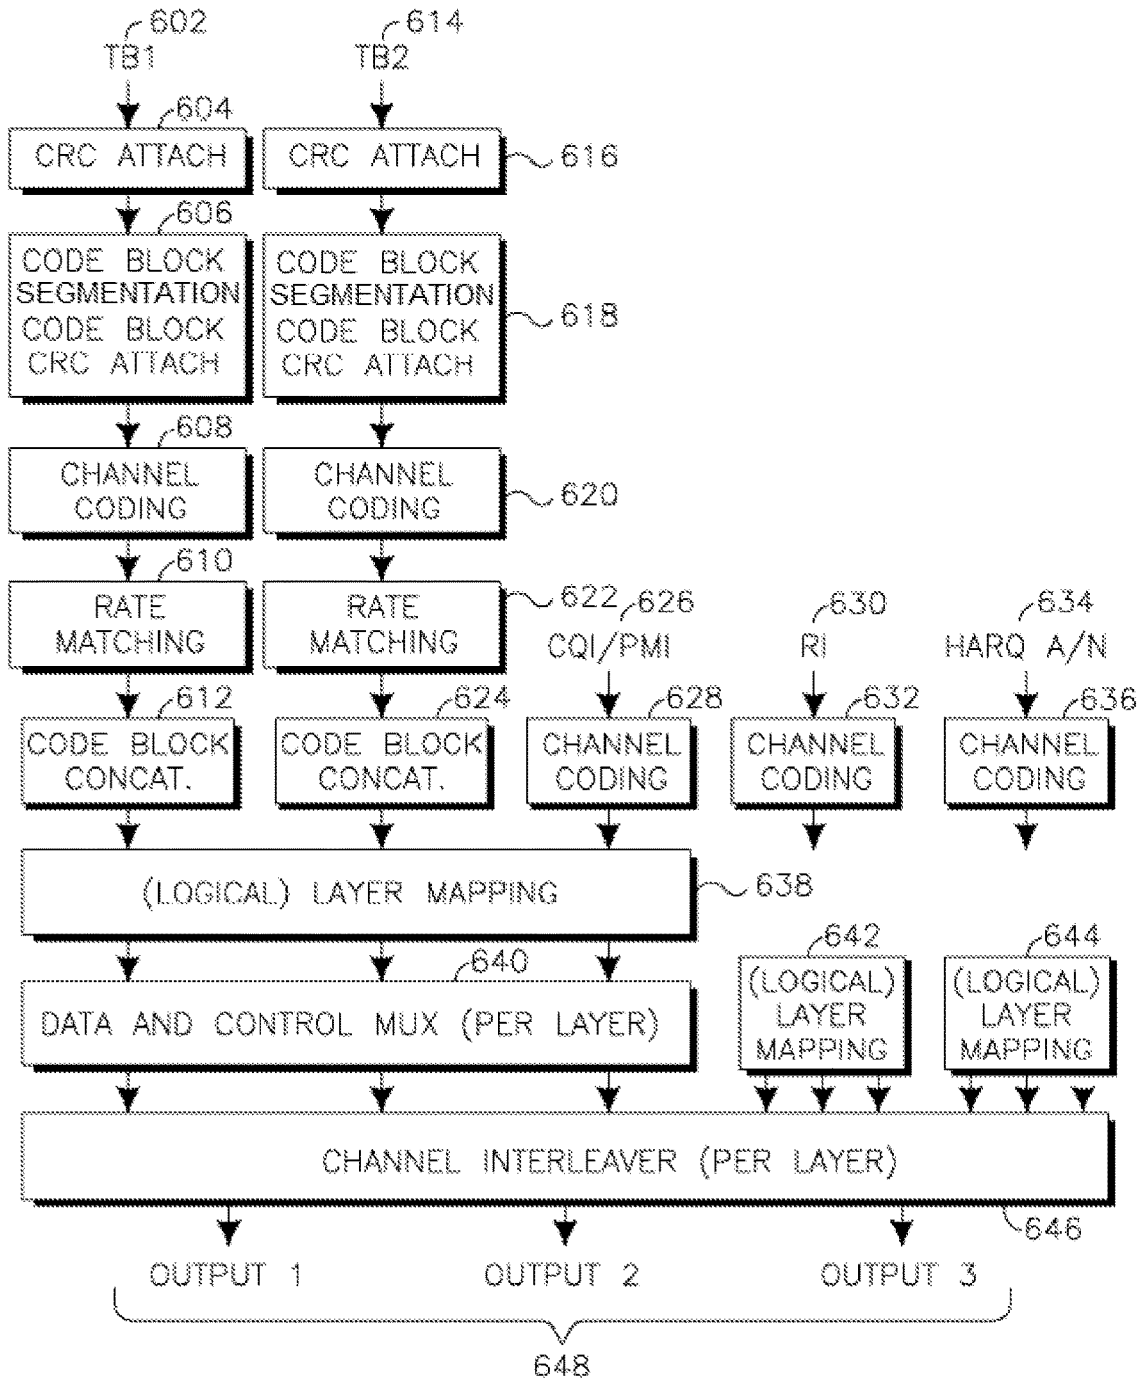 602
614
TB1
TB2
604
CRC ATTACH
CRC ATTACH
616
606
CODE BLOCK
SEGMENTATION
CODE BLOCK
CRC ATTACH
CODE BLOCK
SEGMENTATION
CODE BLOCK
CRC ATTACH
618
608
CHANNEL
CODING
CHANNEL
CODING
620
610
RATE
MATCHING
RATE
MATCHING
622
626
CQI/PMI
630
RI
634
HARQ A/N
612
CODE BLOCK
CONCAT.
624
CODE BLOCK
CONCAT.
628
CHANNEL
CODING
632
CHANNEL
CODING
636
CHANNEL
CODING
(LOGICAL) LAYER MAPPING
638
640
DATA AND CONTROL MUX (PER LAYER)
642
(LOGICAL)
LAYER
MAPPING
644
(LOGICAL)
LAYER
MAPPING
CHANNEL INTERLEAVER (PER LAYER)
646
OUTPUT 1
OUTPUT 2
OUTPUT 3
648